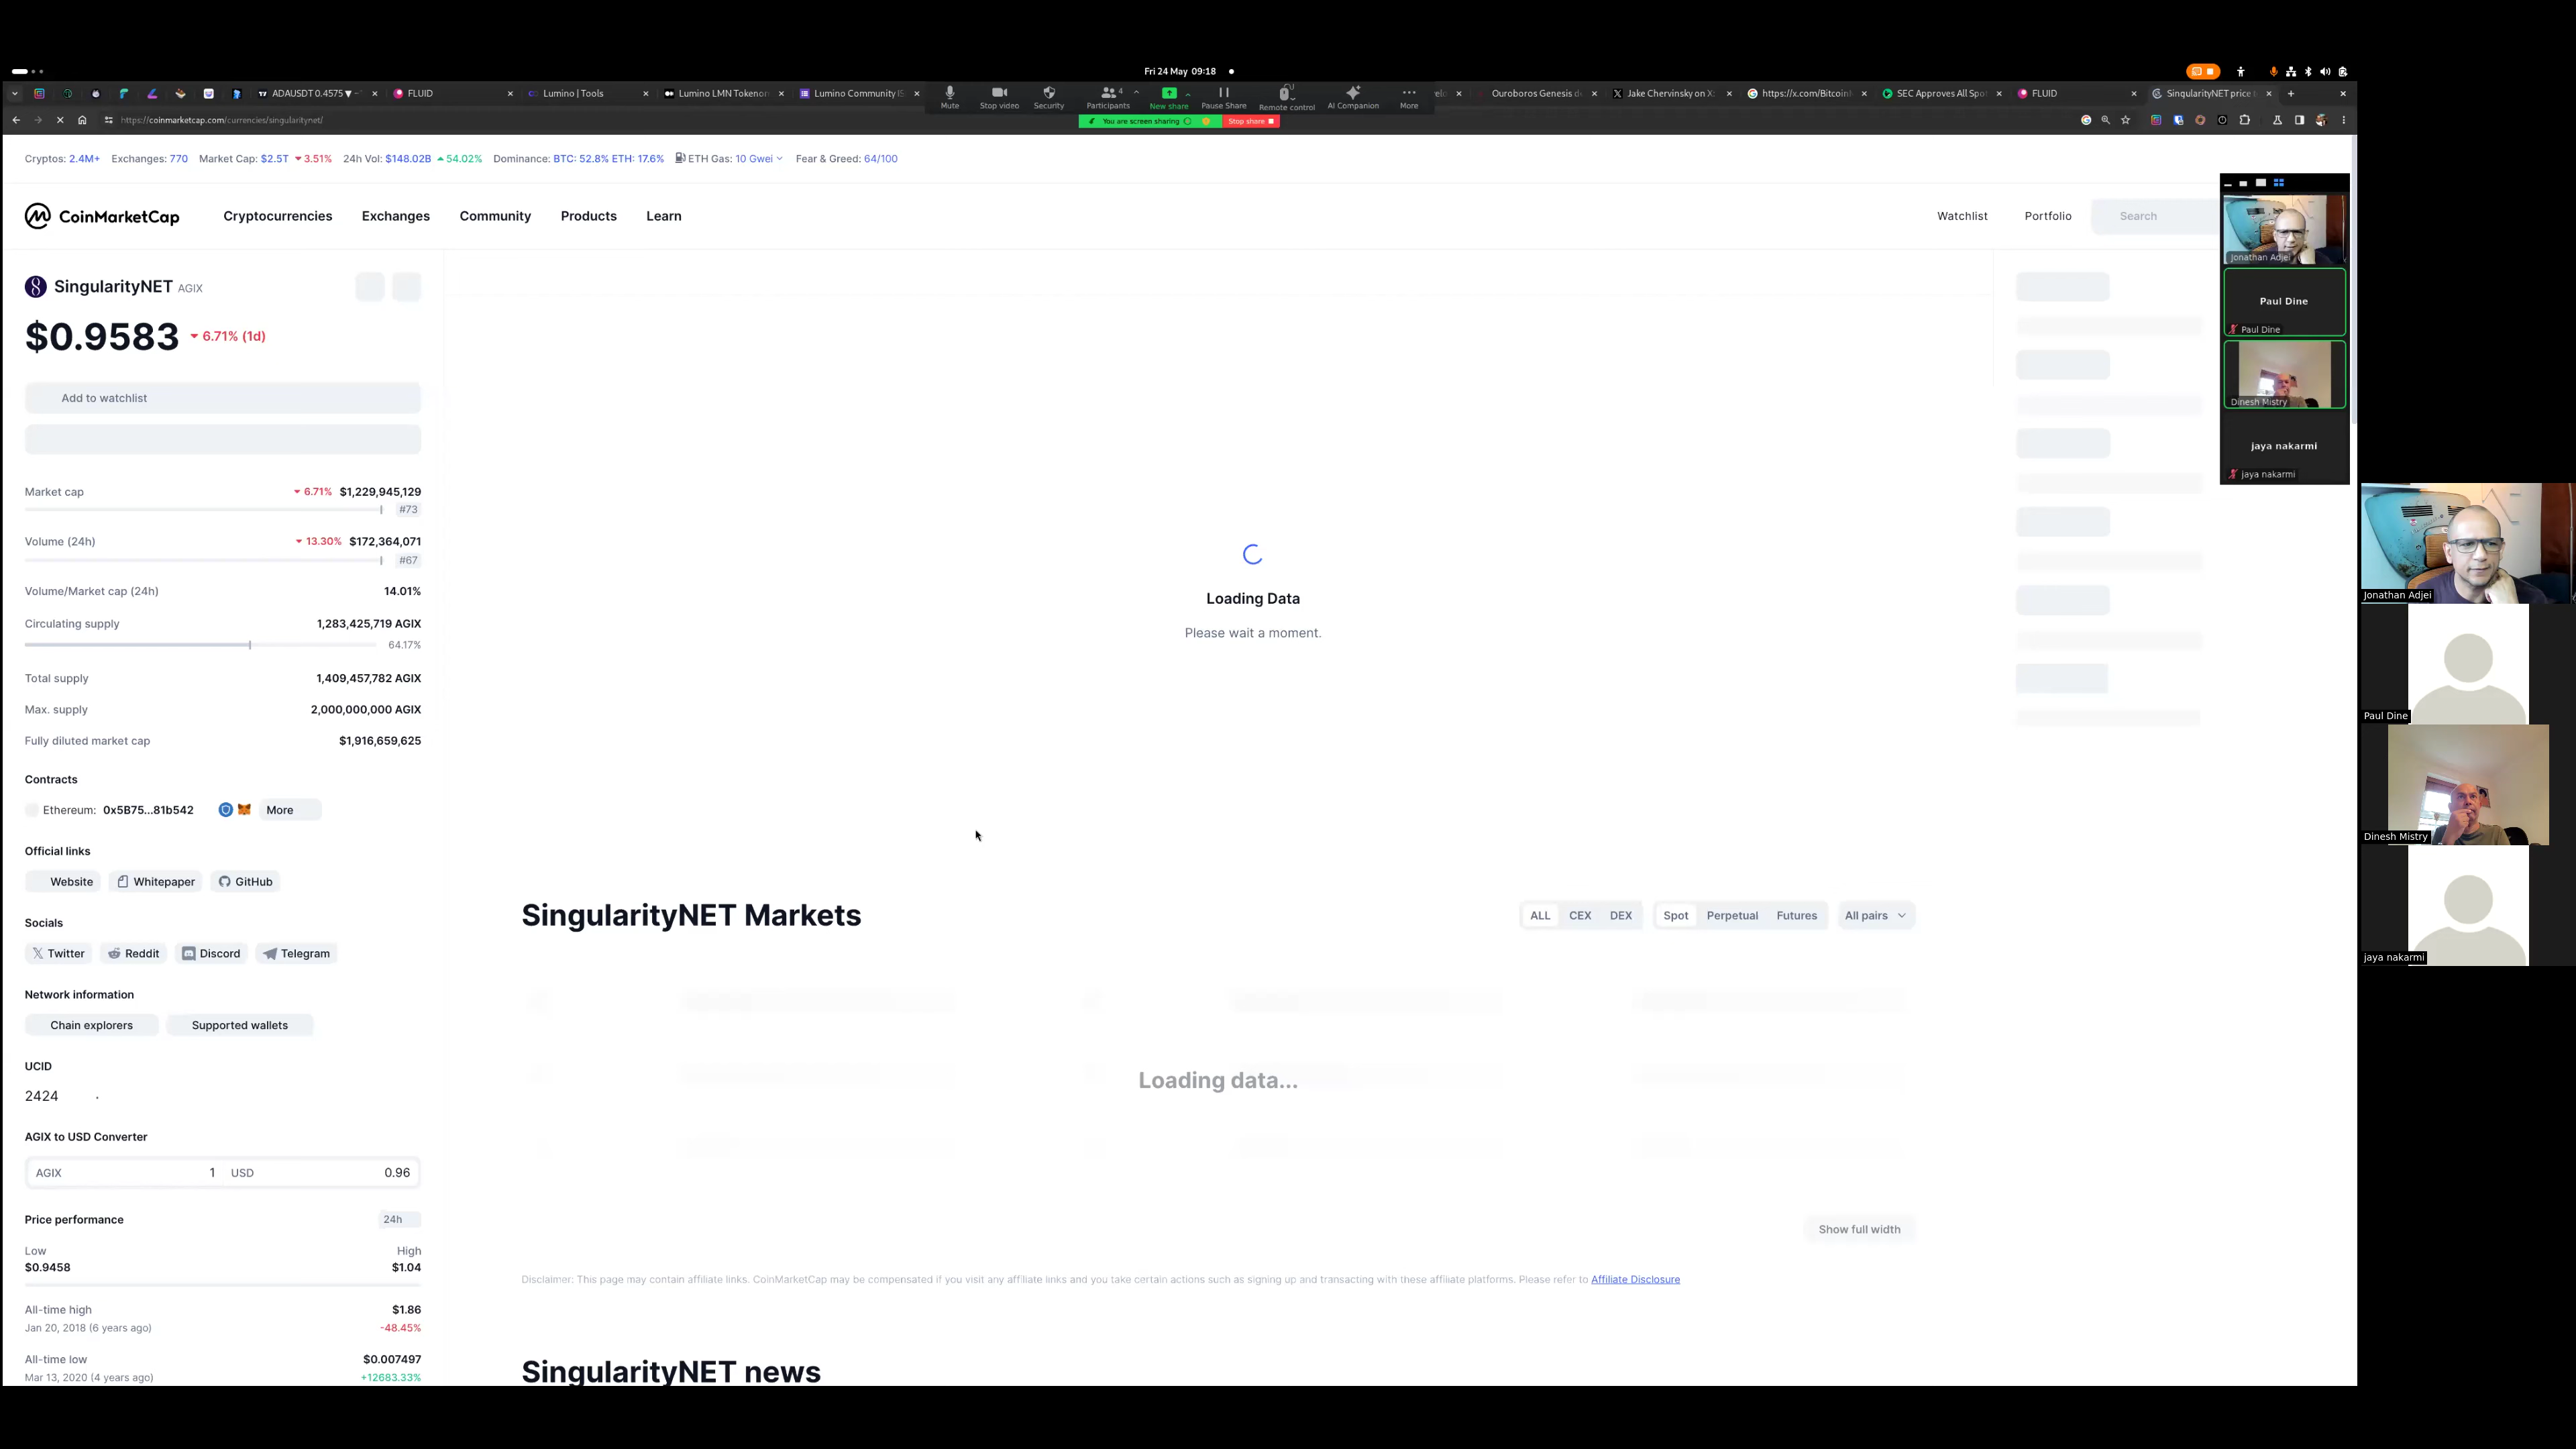 Fri 24 May 09:18
ADAUSDT 0.4575 ▼
FLUID
Lumino | Tools
Lumino LMN Tokenon
Lumino Community IS
Ouroboros Genesis d
Jake Chervinsky on X:
https://x.com/Bitcoin
SEC Approves All Spo
FLUID
SingularityNET price t
Mute
Stop video
Security
Participants
4
New share
Pause Share
Remote control
AI Companion
More
You are screen sharing
Stop share
https://coinmarketcap.com/currencies/singularitynet/
Cryptos: 2.4M+ Exchanges: 770 Market Cap: $2.5T 3.51% 24h Vol: $148.02B 54.02% Dominance: BTC: 52.8% ETH: 17.6% ETH Gas: 10 Gwei Fear & Greed: 64/100
CoinMarketCap
Cryptocurrencies
Exchanges
Community
Products
Learn
Watchlist
Portfolio
Search
SingularityNET AGIX
$0.9583 6.71% (1d)
Add to watchlist
Market cap 6.71% $1,229,945,129
#73
Volume (24h) 13.30% $172,364,071
#67
Volume/Market cap (24h) 14.01%
Circulating supply 1,283,425,719 AGIX
64.17%
Total supply 1,409,457,782 AGIX
Max. supply 2,000,000,000 AGIX
Fully diluted market cap $1,916,659,625
Contracts
Ethereum: 0x5B75...81b542 More
Official links
Website Whitepaper GitHub
Socials
Twitter Reddit Discord Telegram
Network information
Chain explorers Supported wallets
UCID
2424
AGIX to USD Converter
AGIX 1 USD 0.96
Price performance 24h
Low High
$0.9458 $1.04
All-time high $1.86
Jan 20, 2018 (6 years ago) -48.45%
All-time low $0.007497
Mar 13, 2020 (4 years ago) +12683.33%
Loading Data
Please wait a moment.
SingularityNET Markets
ALL CEX DEX Spot Perpetual Futures All pairs
Loading data...
Show full width
Disclaimer: This page may contain affiliate links. CoinMarketCap may be compensated if you visit any affiliate links and you take certain actions such as signing up and transacting with these affiliate platforms. Please refer to Affiliate Disclosure
SingularityNET news
Jonathan Adjei
Paul Dine
Paul Dine
Dinesh Mistry
jaya nakarmi
jaya nakarmi
Jonathan Adjei
Paul Dine
Dinesh Mistry
jaya nakarmi